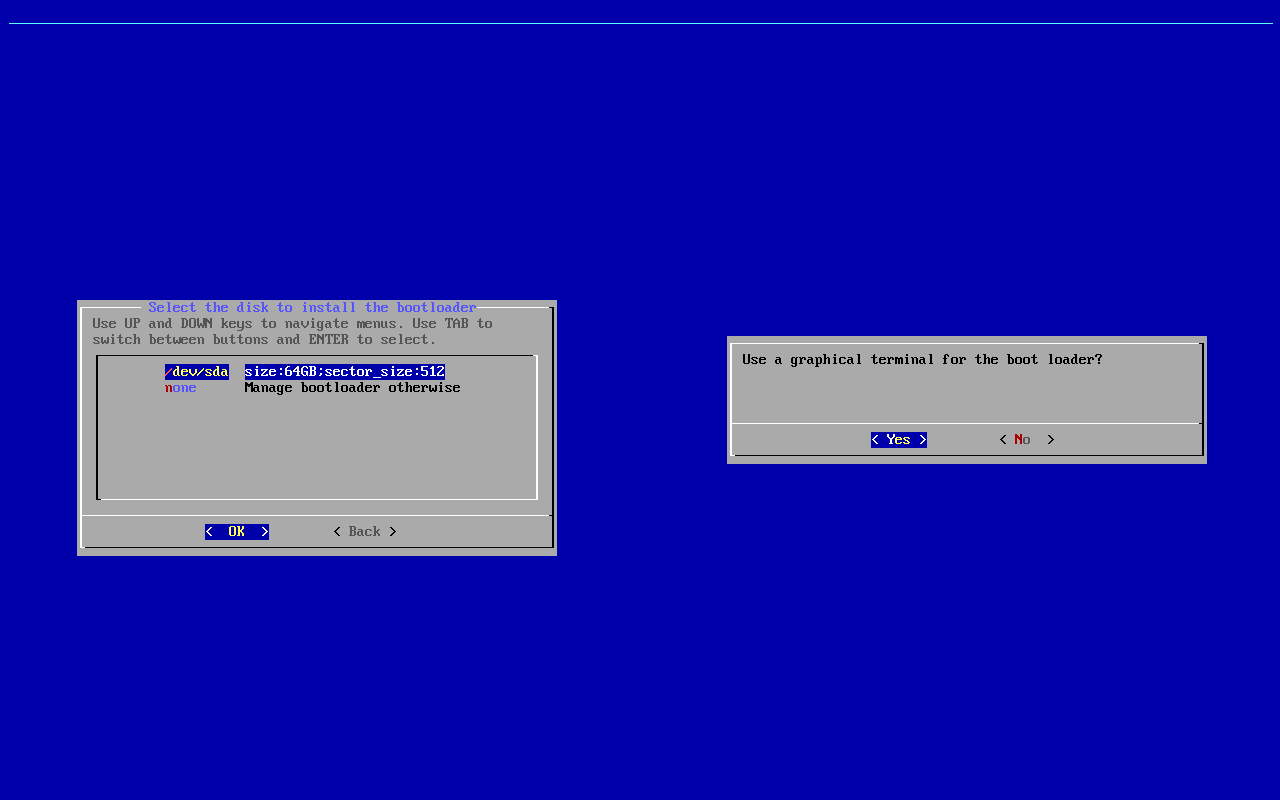 Select the disk to install the bootloader
Use UP and DOWN keys to navigate menus. Use TAB to
switch between buttons and ENTER to select.
/dev/sda size:64GB;sector_size:512
none Manage bootloader otherwise
< OK > < Back >
Use a graphical terminal for the boot loader?
< Yes > < No >